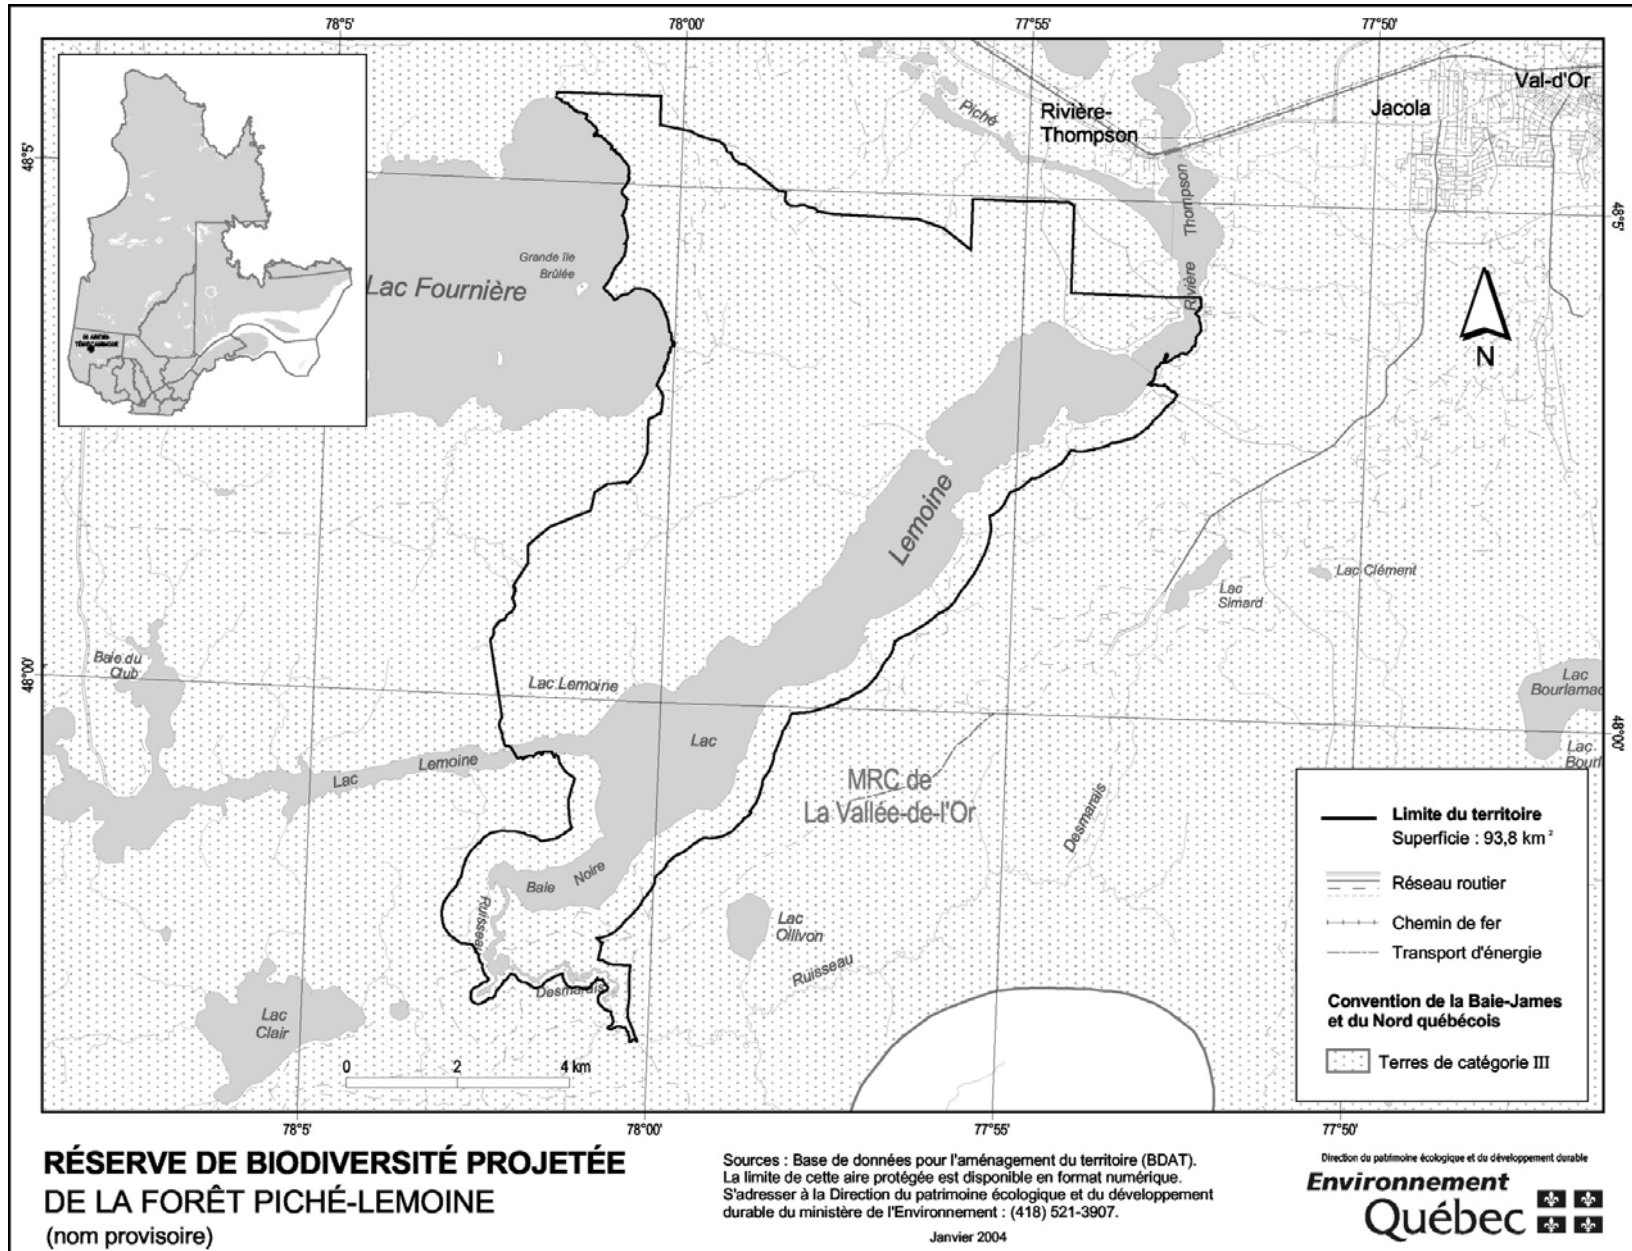 78°5'
78°00'
77°55'
77°50'
48°5'
48°5'
48°00'
48°00'
Val-d'Or
Jacola
Rivière-
Thompson
Piché
Rivière Thompson
Grande île
Brûlée
Lac Fournière
N
Lemoine
Lac Clément
Lac
Simard
Baie du
Club
Lac Lemoine
Lac
Lac
Bourlamac
Lac
Bourl
Lac Lemoine
MRC de
La Vallée-de-l'Or
Desmarais
Baie Noire
Ruisseau
Lac
Ollivon
Ruisseau
Desmarais
Lac
Clair
0 2 4 km
Limite du territoire
Superficie : 93,8 km²
Réseau routier
Chemin de fer
Transport d'énergie
Convention de la Baie-James
et du Nord québécois
Terres de catégorie III
78°5'
78°00'
77°55'
77°50'
RÉSERVE DE BIODIVERSITÉ PROJETÉE
DE LA FORÊT PICHÉ-LEMOINE
(nom provisoire)
Sources : Base de données pour l'aménagement du territoire (BDAT).
La limite de cette aire protégée est disponible en format numérique.
S'adresser à la Direction du patrimoine écologique et du développement
durable du ministère de l'Environnement : (418) 521-3907.
Janvier 2004
Direction du patrimoine écologique et du développement durable
Environnement
Québec